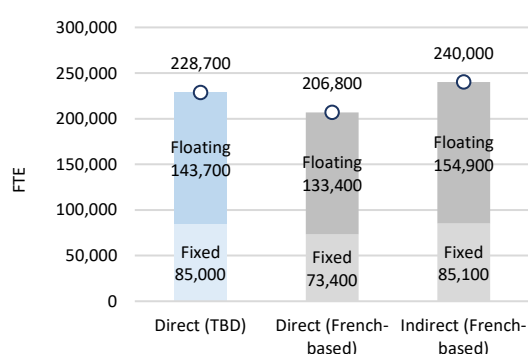 300,000
250,000
200,000
150,000
100,000
50,000
0
FTE
228,700
206,800
240,000
Floating
143,700
Floating
133,400
Floating
154,900
Fixed
85,000
Fixed
73,400
Fixed
85,100
Direct (TBD)
Direct (French-
based)
Indirect (French-
based)